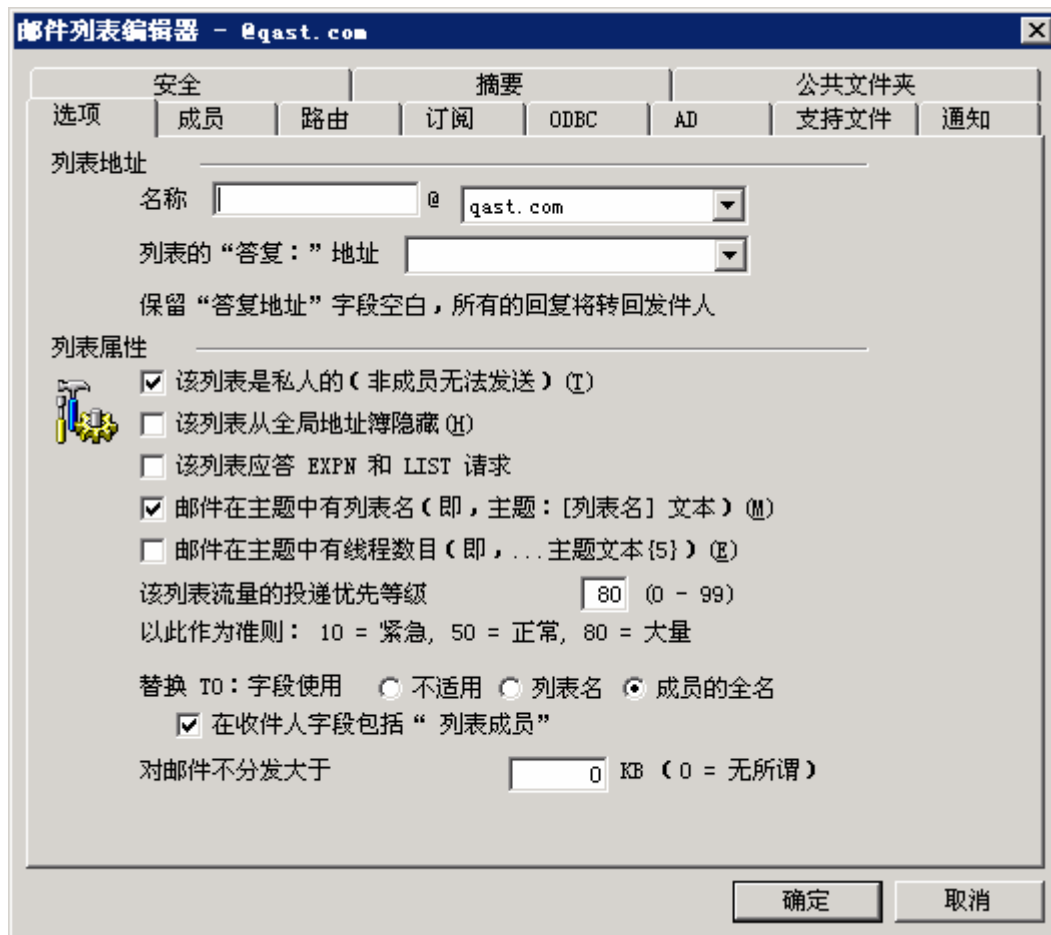 邮件列表编辑器 - @qast.com
安全 摘要 公共文件夹
选项 成员 路由 订阅 ODBC AD 支持文件 通知
列表地址
名称 @ qast.com
列表的“答复：”地址
保留“答复地址”字段空白，所有的回复将转回发件人
列表属性
该列表是私人的（非成员无法发送）(T)
该列表从全局地址簿隐藏(H)
该列表应答 EXPN 和 LIST 请求
邮件在主题中有列表名（即，主题：[列表名] 文本）(M)
邮件在主题中有线程数目（即，...主题文本{5}）(E)
该列表流量的投递优先等级 80 (0 - 99)
以此作为准则： 10 = 紧急, 50 = 正常, 80 = 大量
替换 TO：字段使用 不适用 列表名 成员的全名
在收件人字段包括“ 列表成员”
对邮件不分发大于 0 KB （0 = 无所谓）
确定 取消